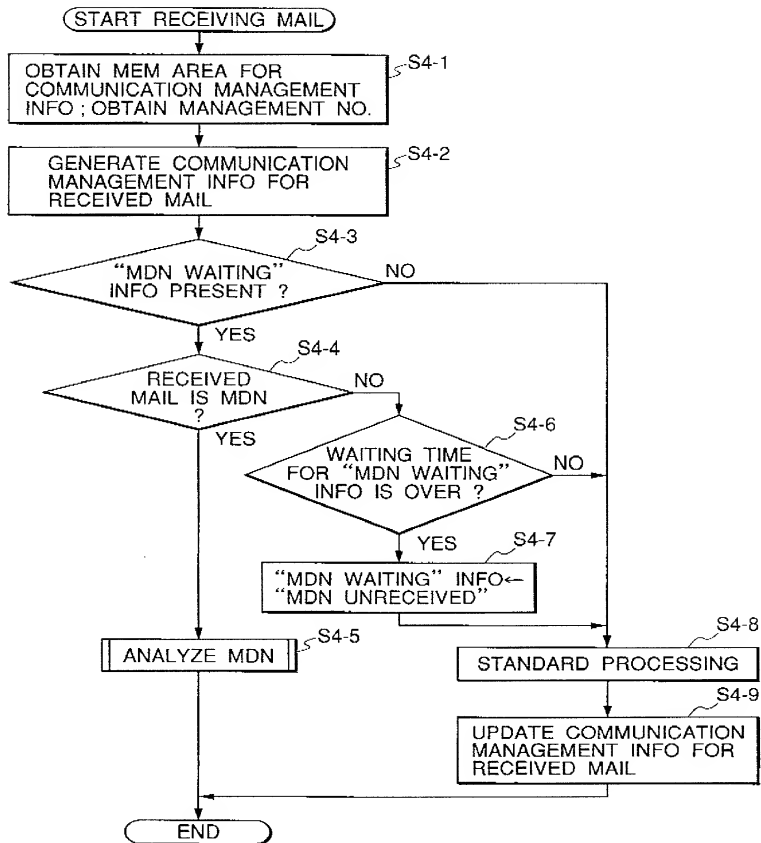 START RECEIVING MAIL
S4-1
OBTAIN MEM AREA FOR
COMMUNICATION MANAGEMENT
INFO ; OBTAIN MANAGEMENT NO.
S4-2
GENERATE COMMUNICATION
MANAGEMENT INFO FOR
RECEIVED MAIL
S4-3
“MDN WAITING”
INFO PRESENT ?
NO
YES
S4-4
RECEIVED
MAIL IS MDN
?
NO
YES
S4-6
WAITING TIME
FOR “MDN WAITING”
INFO IS OVER ?
NO
YES
S4-7
“MDN WAITING” INFO←
“MDN UNRECEIVED”
S4-5
ANALYZE MDN
S4-8
STANDARD PROCESSING
S4-9
UPDATE COMMUNICATION
MANAGEMENT INFO FOR
RECEIVED MAIL
END